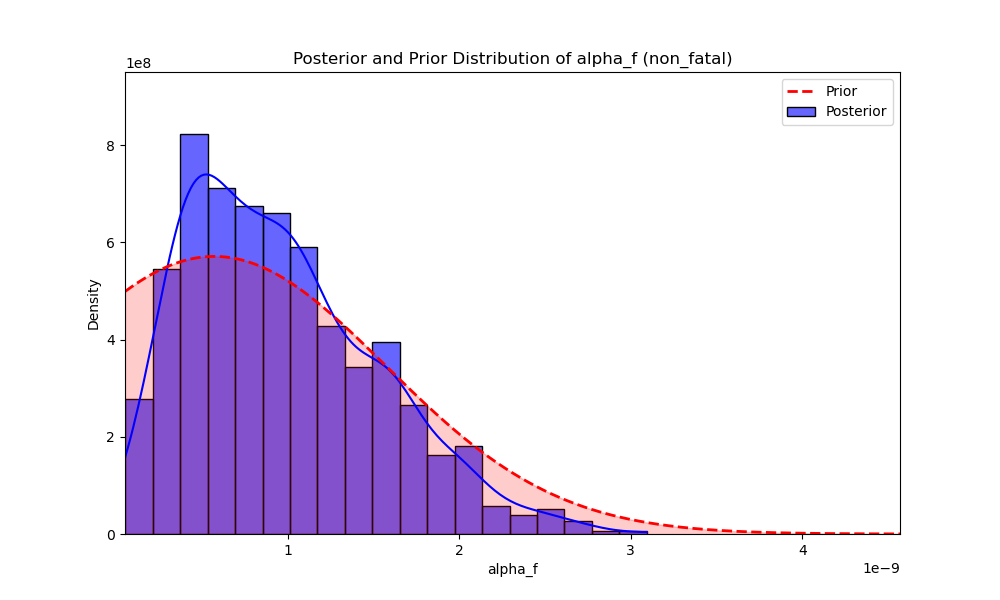 Posterior and Prior Distribution of alpha_f (non_fatal)
1e8
Prior
Posterior
8
6
4
2
0
Density
1
2
3
4
alpha_f
1e−9